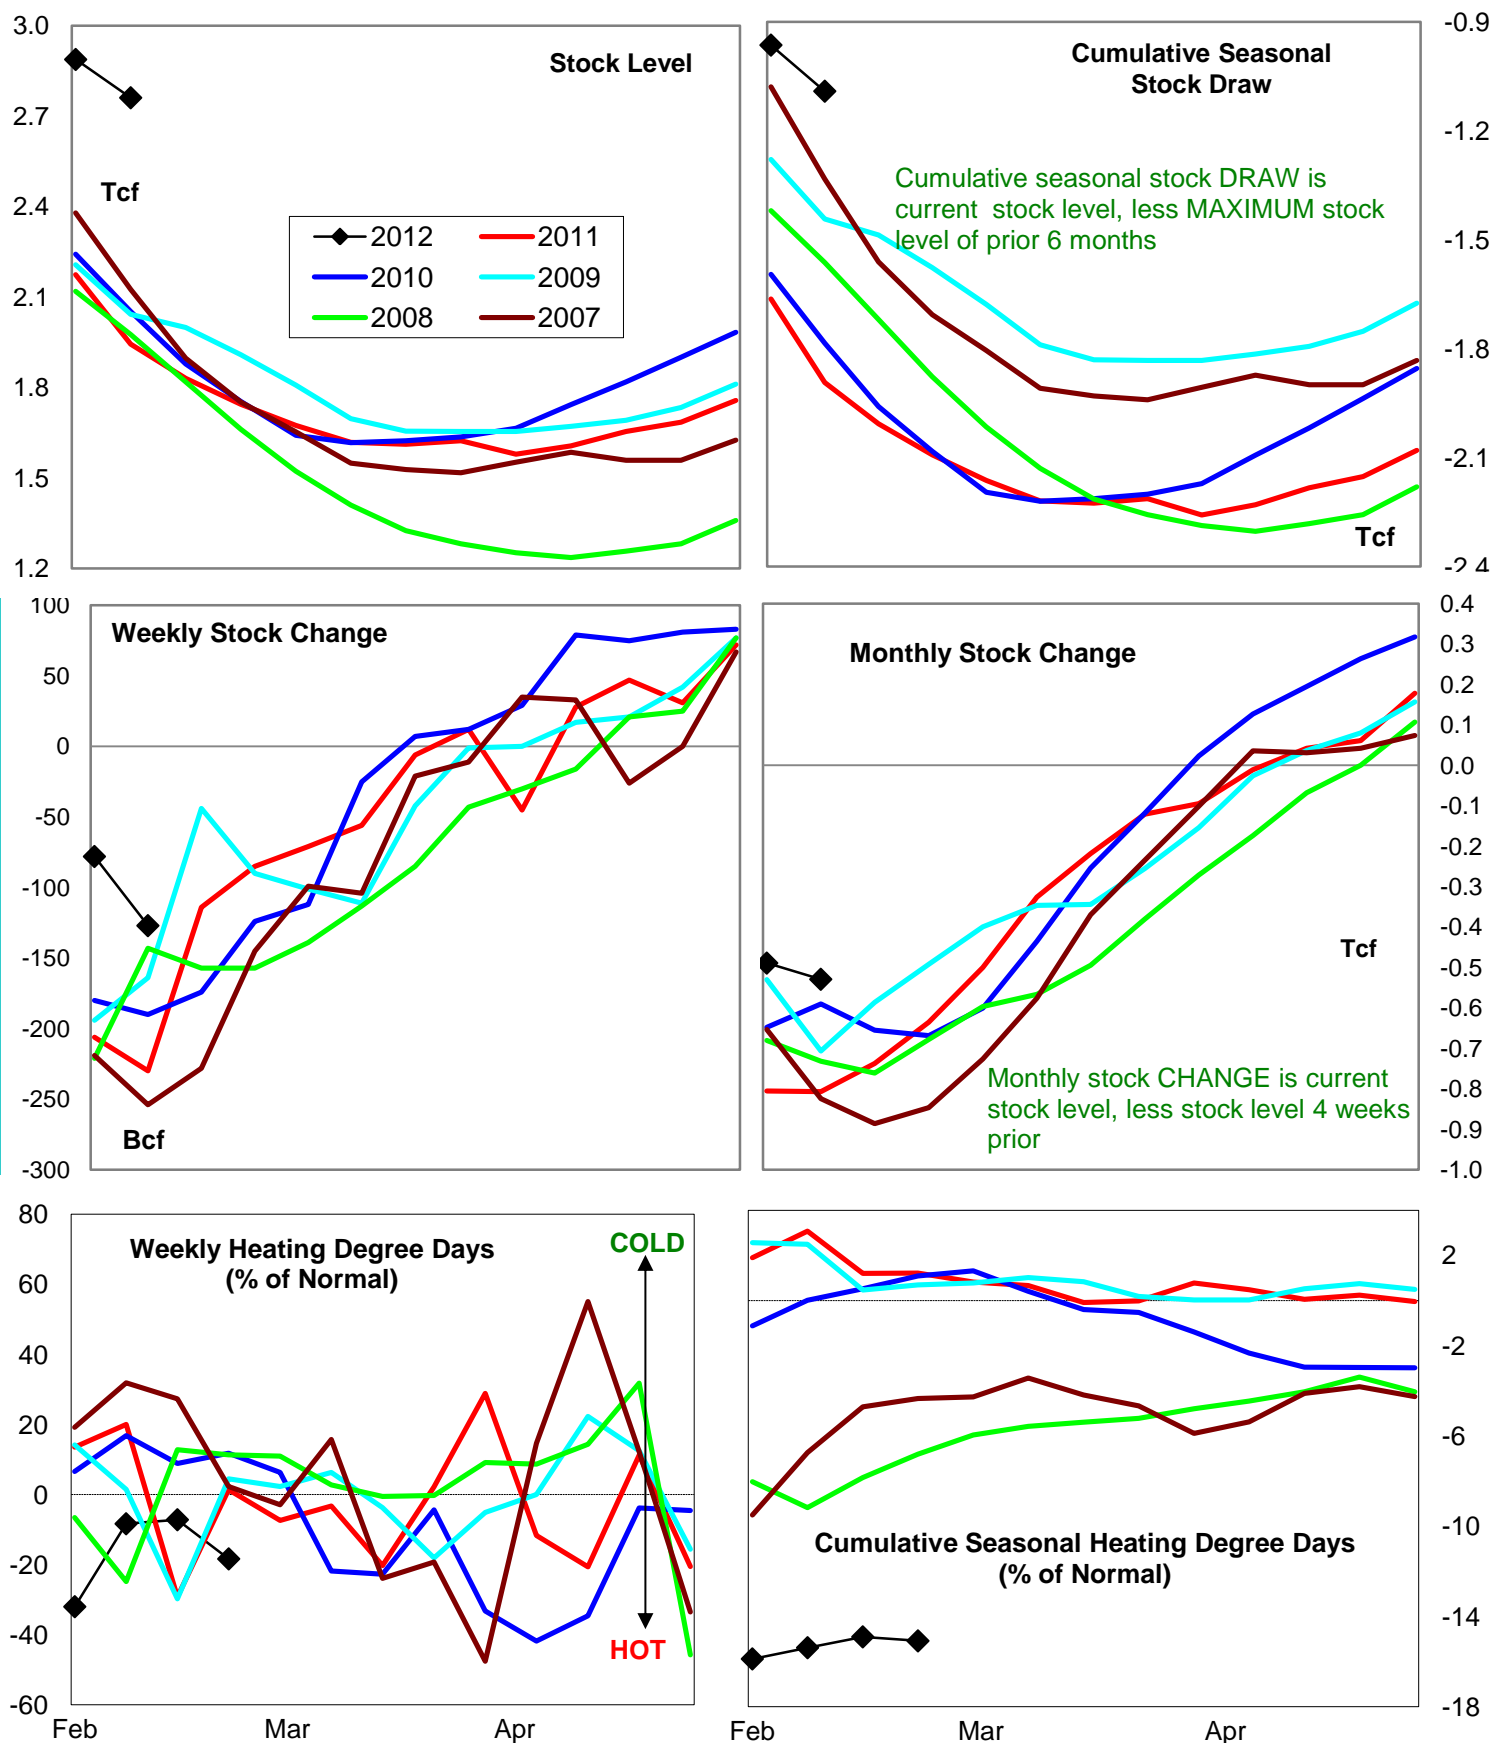 3.0
2.7
2.4
2.1
1.8
1.5
1.2
Stock Level
Tcf
2012
2011
2010
2009
2008
2007
-0.9
-1.2
-1.5
-1.8
-2.1
-2.4
Cumulative Seasonal
Stock Draw
Cumulative seasonal stock DRAW is
current stock level, less MAXIMUM stock
level of prior 6 months
Tcf
100
50
0
-50
-100
-150
-200
-250
-300
Weekly Stock Change
Bcf
0.4
0.3
0.2
0.1
0.0
-0.1
-0.2
-0.3
-0.4
-0.5
-0.6
-0.7
-0.8
-0.9
-1.0
Monthly Stock Change
Tcf
Monthly stock CHANGE is current
stock level, less stock level 4 weeks
prior
80
60
40
20
0
-20
-40
-60
Weekly Heating Degree Days
(% of Normal)
COLD
HOT
Feb
Mar
Apr
2
-2
-6
-10
-14
-18
Cumulative Seasonal Heating Degree Days
(% of Normal)
Feb
Mar
Apr